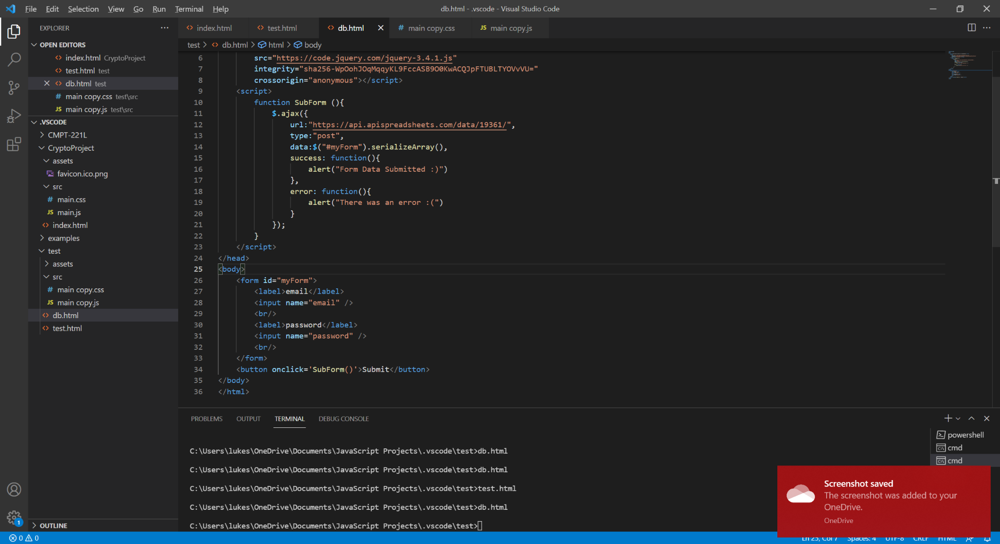 File Edit Selection View Go Run Terminal Help
db.html - .vscode - Visual Studio Code
EXPLORER
index.html test.html db.html # main copy.css JS main copy.js
OPEN EDITORS
index.html CryptoProject
test.html test
db.html test
# main copy.css test\src
JS main copy.js test\src
.VSCODE
CMPT-221L
CryptoProject
assets
favicon.ico.png
src
# main.css
JS main.js
index.html
examples
test
assets
src
# main copy.css
JS main copy.js
db.html
test.html
OUTLINE
test > db.html > html > body
6 src="https://code.jquery.com/jquery-3.4.1.js"
7 integrity="sha256-WpOohJOqMqqyKL9FccASB9O0KwACQJpFTUBLTYOVvVU="
8 crossorigin="anonymous"></script>
9 <script>
10 function SubForm (){
11 $.ajax({
12 url:"https://api.apispreadsheets.com/data/19361/",
13 type:"post",
14 data:$("#myForm").serializeArray(),
15 success: function(){
16 alert("Form Data Submitted :)")
17 },
18 error: function(){
19 alert("There was an error :(")
20 }
21 });
22 }
23 </script>
24 </head>
25 <body>
26 <form id="myForm">
27 <label>email</label>
28 <input name="email" />
29 <br/>
30 <label>password</label>
31 <input name="password" />
32 <br/>
33 </form>
34 <button onclick='SubForm()'>Submit</button>
35 </body>
36 </html>
PROBLEMS OUTPUT TERMINAL DEBUG CONSOLE
C:\Users\lukes\OneDrive\Documents\JavaScript Projects\.vscode\test>db.html
C:\Users\lukes\OneDrive\Documents\JavaScript Projects\.vscode\test>db.html
C:\Users\lukes\OneDrive\Documents\JavaScript Projects\.vscode\test>test.html
C:\Users\lukes\OneDrive\Documents\JavaScript Projects\.vscode\test>db.html
C:\Users\lukes\OneDrive\Documents\JavaScript Projects\.vscode\test>
powershell
cmd
cmd
Screenshot saved
The screenshot was added to your
OneDrive.
OneDrive
1
0 0
Ln 25, Col 7 Spaces: 4 UTF-8 CRLF HTML